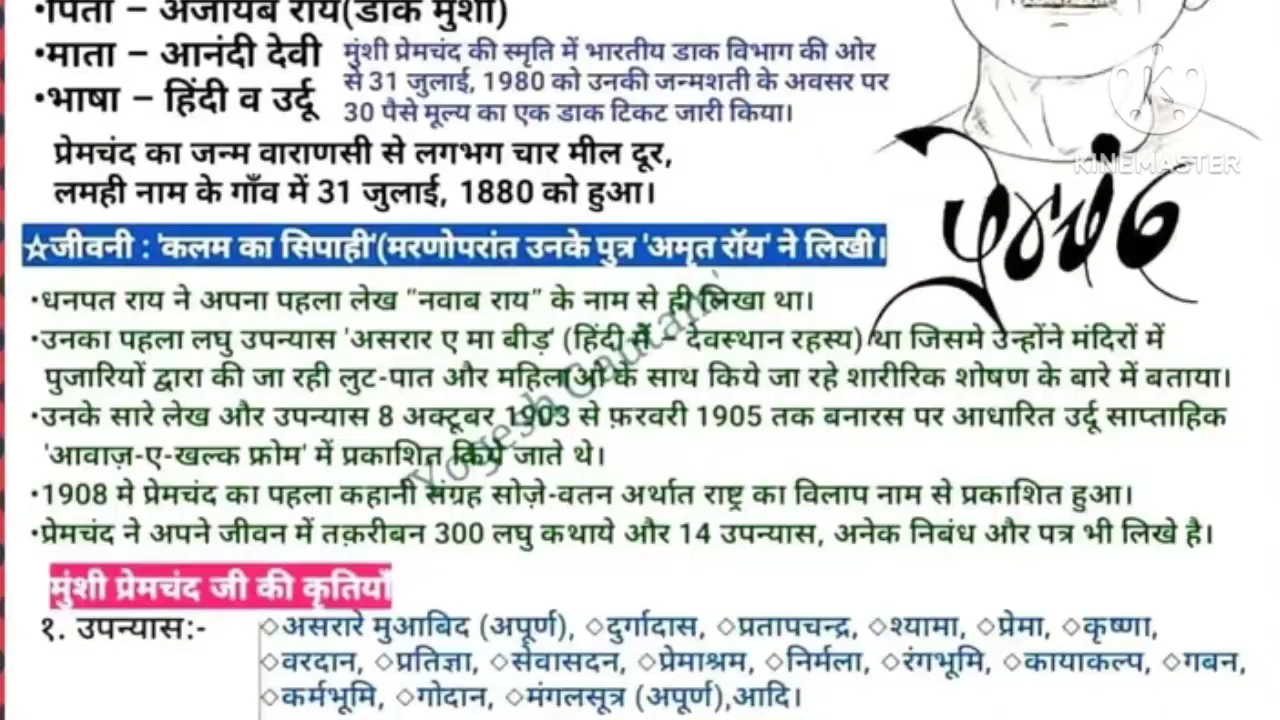 •पिता – अजायब राय(डाक मुंशी)
•माता – आनंदी देवी
•भाषा – हिंदी व उर्दू
मुंशी प्रेमचंद की स्मृति में भारतीय डाक विभाग की ओर
से 31 जुलाई, 1980 को उनकी जन्मशती के अवसर पर
30 पैसे मूल्य का एक डाक टिकट जारी किया।
KINEMASTER
प्रेमचंद
प्रेमचंद का जन्म वाराणसी से लगभग चार मील दूर,
लमही नाम के गाँव में 31 जुलाई, 1880 को हुआ।
☆जीवनी : 'कलम का सिपाही'(मरणोपरांत उनके पुत्र 'अमृत रॉय' ने लिखी।
•धनपत राय ने अपना पहला लेख “नवाब राय” के नाम से ही लिखा था।
•उनका पहला लघु उपन्यास 'असरार ए मा बीड़' (हिंदी में – देवस्थान रहस्य) था जिसमे उन्होंने मंदिरों में
पुजारियों द्वारा की जा रही लुट-पात और महिलाओं के साथ किये जा रहे शारीरिक शोषण के बारे में बताया।
•उनके सारे लेख और उपन्यास 8 अक्टूबर 1903 से फ़रवरी 1905 तक बनारस पर आधारित उर्दू साप्ताहिक
'आवाज़-ए-खल्क फ्रोम' में प्रकाशित किये जाते थे।
•1908 मे प्रेमचंद का पहला कहानी संग्रह सोज़े-वतन अर्थात राष्ट्र का विलाप नाम से प्रकाशित हुआ।
•प्रेमचंद ने अपने जीवन में तक़रीबन 300 लघु कथाये और 14 उपन्यास, अनेक निबंध और पत्र भी लिखे है।
Yogesh Gautam
मुंशी प्रेमचंद जी की कृतियाँ
१. उपन्यास:-
◇असरारे मुआबिद (अपूर्ण), ◇दुर्गादास, ◇प्रतापचन्द्र, ◇श्यामा, ◇प्रेमा, ◇कृष्णा,
◇वरदान, ◇प्रतिज्ञा, ◇सेवासदन, ◇प्रेमाश्रम, ◇निर्मला, ◇रंगभूमि, ◇कायाकल्प, ◇गबन,
◇कर्मभूमि, ◇गोदान, ◇मंगलसूत्र (अपूर्ण),आदि।